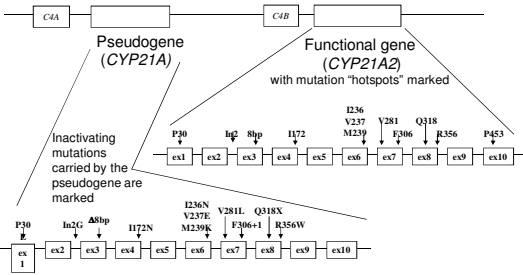 C4A
C4B
Pseudogene
(CYP21A)
Functional gene
(CYP21A2)
with mutation “hotspots” marked
I236
V237
M239
V281
F306
Q318
R356
P453
P30
In2
8bp
I172
ex1
ex2
ex3
ex4
ex5
ex6
ex7
ex8
ex9
ex10
Inactivating
mutations
carried by the
pseudogene are
marked
P30
L
In2G
Δ8bp
I172N
I236N
V237E
M239K
V281L
F306+1
Q318X
R356W
ex
1
ex2
ex3
ex4
ex5
ex6
ex7
ex8
ex9
ex10